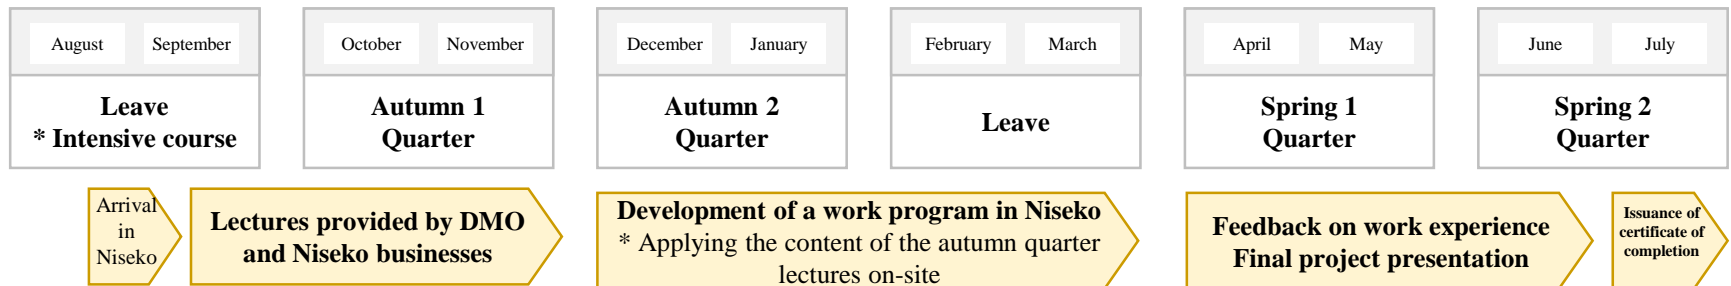 August September October November December January February March April May June July
Leave
* Intensive course
Autumn 1
Quarter
Autumn 2
Quarter
Leave
Spring 1
Quarter
Spring 2
Quarter
Arrival
in
Niseko
Lectures provided by DMO
and Niseko businesses
Development of a work program in Niseko
* Applying the content of the autumn quarter
lectures on-site
Feedback on work experience
Final project presentation
Issuance of
certificate of
completion